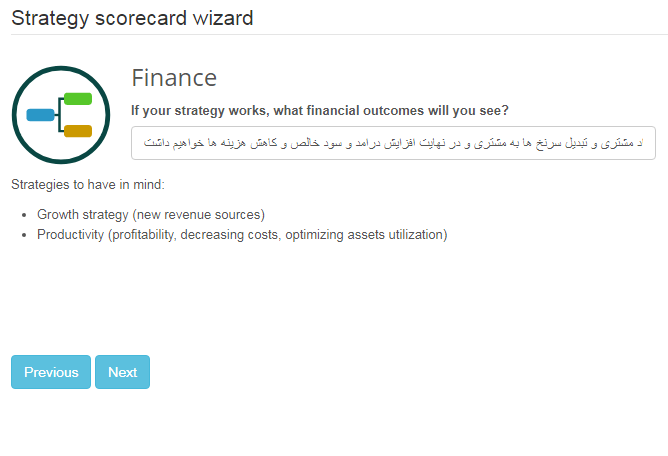 Strategy scorecard wizard
Finance
If your strategy works, what financial outcomes will you see?
مشتری و تبدیل سرنخ ها به مشتری و در نهایت افزایش درامد و سود خالص و کاهش هزینه ها خواهیم داشت
Strategies to have in mind:
Growth strategy (new revenue sources)
Productivity (profitability, decreasing costs, optimizing assets utilization)
Previous
Next